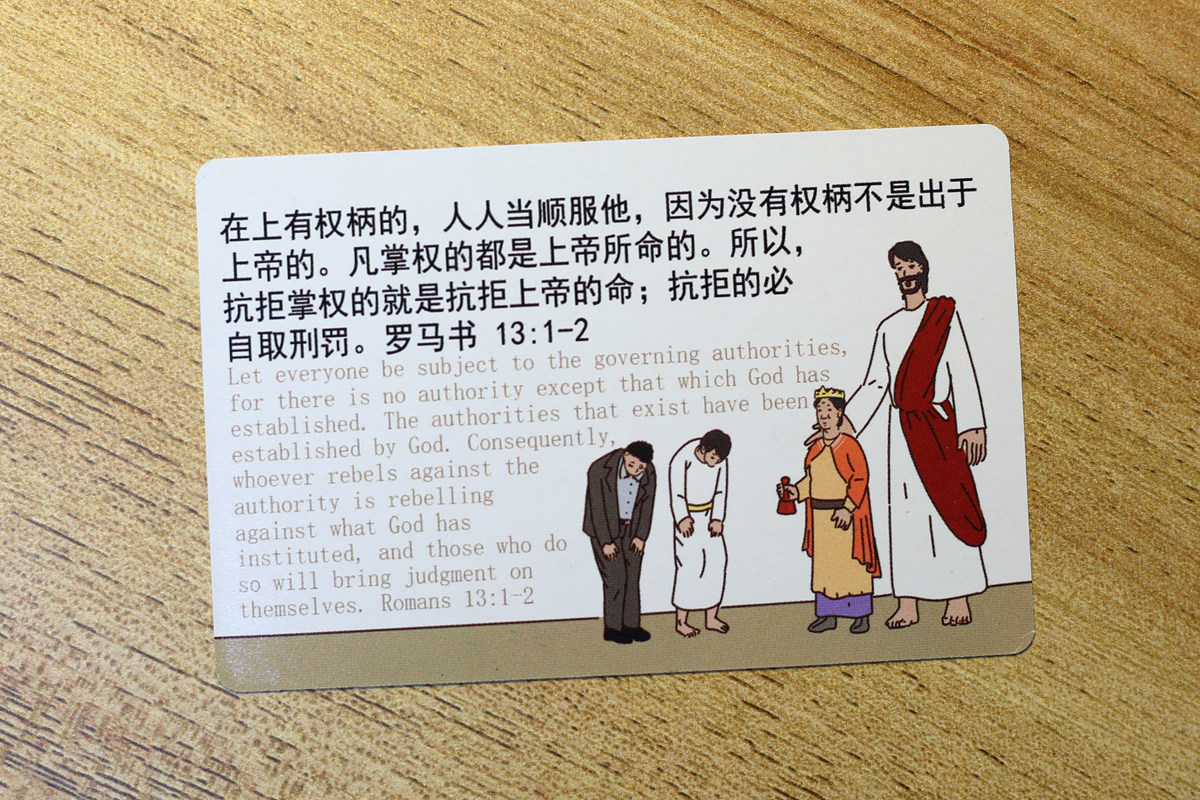 在上有权柄的，人人当顺服他，因为没有权柄不是出于
上帝的。凡掌权的都是上帝所命的。所以，
抗拒掌权的就是抗拒上帝的命；抗拒的必
自取刑罚。罗马书 13:1-2
Let everyone be subject to the governing authorities,
for there is no authority except that which God has
established. The authorities that exist have been
established by God. Consequently,
whoever rebels against the
authority is rebelling
against what God has
instituted, and those who do
so will bring judgment on
themselves. Romans 13:1-2